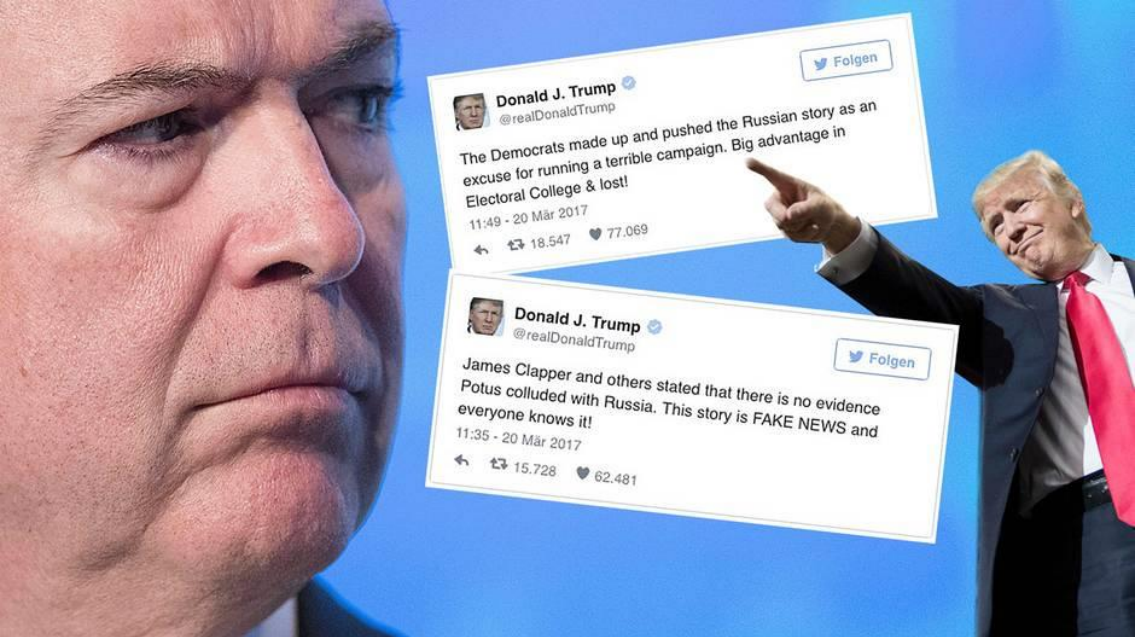 Donald J. Trump
@realDonaldTrump
Folgen
The Democrats made up and pushed the Russian story as an
excuse for running a terrible campaign. Big advantage in
Electoral College & lost!
11:49 - 20 Mär 2017
18.547 77.069
Donald J. Trump
@realDonaldTrump
Folgen
James Clapper and others stated that there is no evidence
Potus colluded with Russia. This story is FAKE NEWS and
everyone knows it!
11:35 - 20 Mär 2017
15.728 62.481